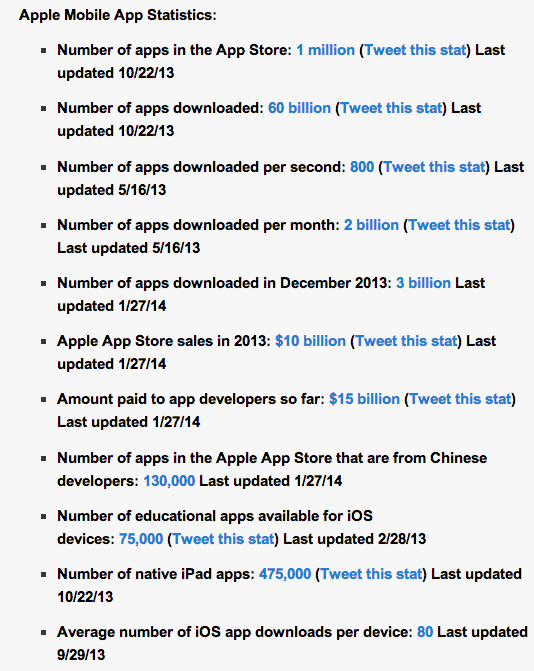 Apple Mobile App Statistics:
Number of apps in the App Store: 1 million (Tweet this stat) Last
updated 10/22/13
Number of apps downloaded: 60 billion (Tweet this stat) Last
updated 10/22/13
Number of apps downloaded per second: 800 (Tweet this stat) Last
updated 5/16/13
Number of apps downloaded per month: 2 billion (Tweet this stat)
Last updated 5/16/13
Number of apps downloaded in December 2013: 3 billion Last
updated 1/27/14
Apple App Store sales in 2013: $10 billion (Tweet this stat) Last
updated 1/27/14
Amount paid to app developers so far: $15 billion (Tweet this stat)
Last updated 1/27/14
Number of apps in the Apple App Store that are from Chinese
developers: 130,000 Last updated 1/27/14
Number of educational apps available for iOS
devices: 75,000 (Tweet this stat) Last updated 2/28/13
Number of native iPad apps: 475,000 (Tweet this stat) Last updated
10/22/13
Average number of iOS app downloads per device: 80 Last updated
9/29/13